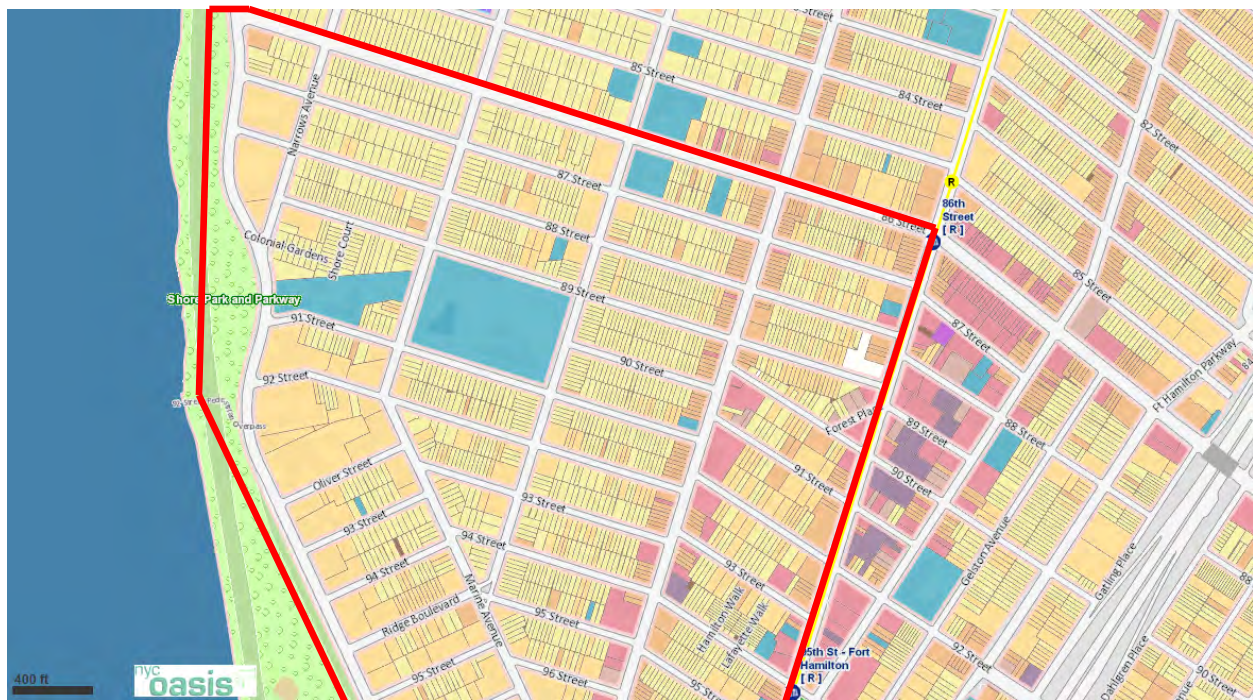 85 Street
84 Street
82 Street
Narrows Avenue
87 Street
R
86th
Street
[ R ]
86 Street
88 Street
Colonial Gardens
Shore Court
85 Street
89 Street
Shore Park and Parkway
91 Street
87 Street
Ft Hamilton Parkway
84
90 Street
92 Street
89 Street
88 Street
Oliver Street
91 Street
90 Street
93 Street
93 Street
94 Street
94 Street
93 Street
Gelston Avenue
Gatling Place
Marine Avenue
Hamilton Walk
Lafayette Walk
Ridge Boulevard
95 Street
95th St - Fort
Hamilton
[ R ]
92 Street
Dahlgren Place
90 Street
95 Street
96 Street
95 Street
400 ft
nyc
oasis